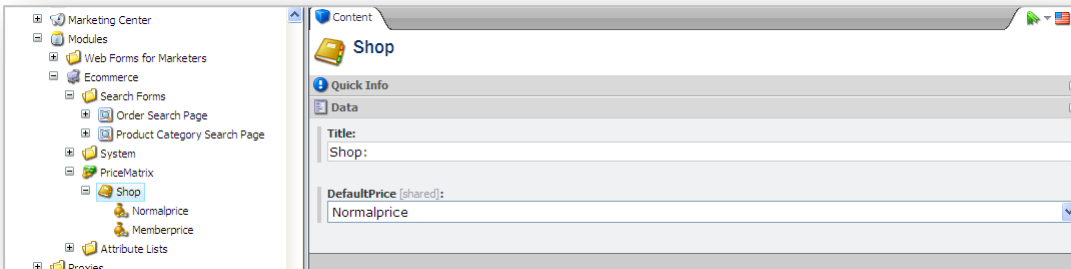 Marketing Center
Modules
Web Forms for Marketers
Ecommerce
Search Forms
Order Search Page
Product Category Search Page
System
PriceMatrix
Shop
Normalprice
Memberprice
Attribute Lists
Proxies
Content
Shop
Quick Info
Data
Title:
Shop:
DefaultPrice [shared]:
Normalprice